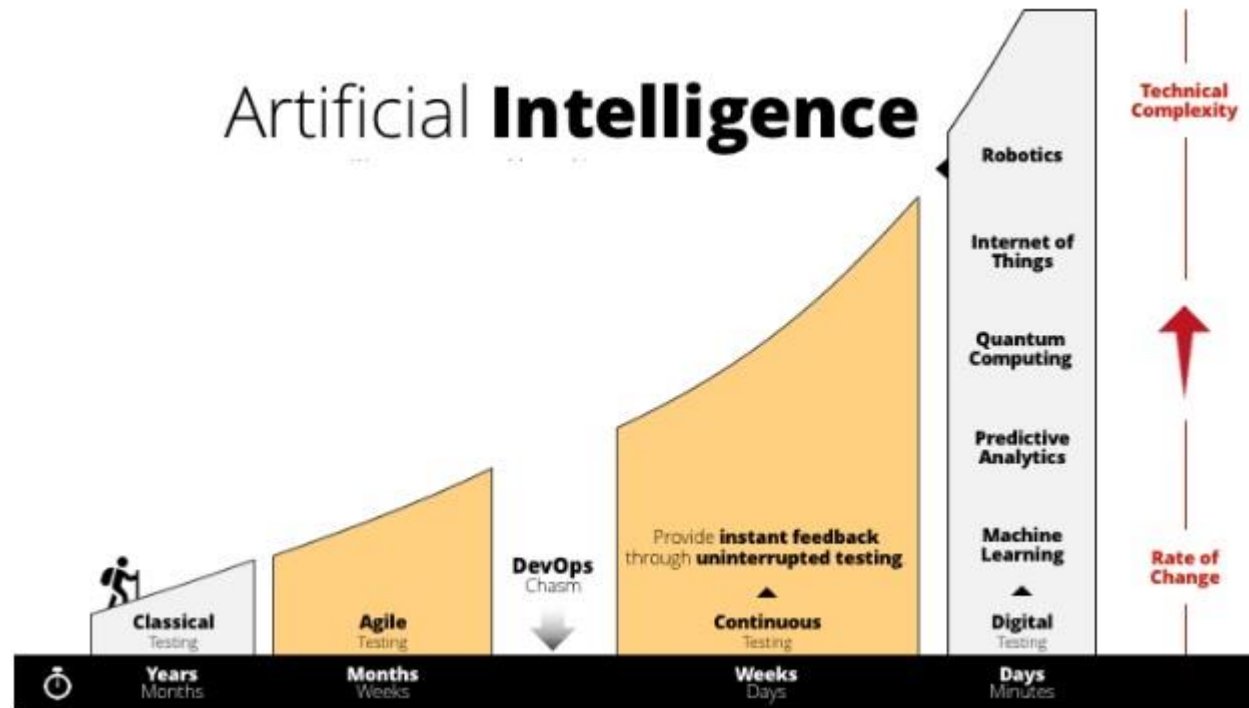 Artificial Intelligence
Technical
Complexity
Robotics
Internet of
Things
Quantum
Computing
Predictive
Analytics
Machine
Learning
Rate of
Change
Provide instant feedback
through uninterrupted testing
DevOps
Chasm
Classical
Testing
Agile
Testing
Continuous
Testing
Digital
Testing
Years
Months
Months
Weeks
Weeks
Days
Days
Minutes